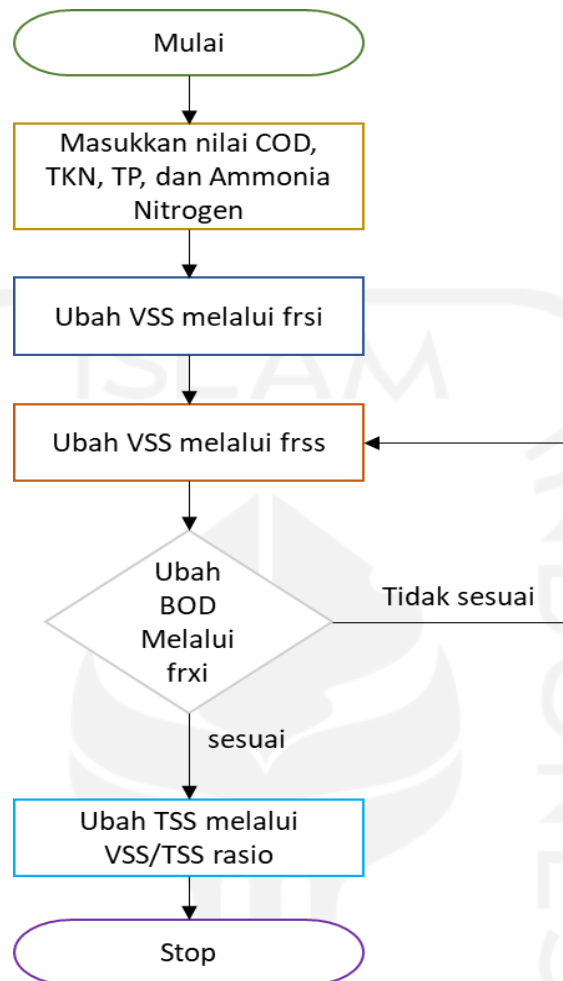 Mulai
Masukkan nilai COD,
TKN, TP, dan Ammonia
Nitrogen
Ubah VSS melalui frsi
ISLAM
Ubah VSS melalui frss
Ubah
BOD
Melalui
frxi
Tidak sesuai
sesuai
Ubah TSS melalui
VSS/TSS rasio
Stop